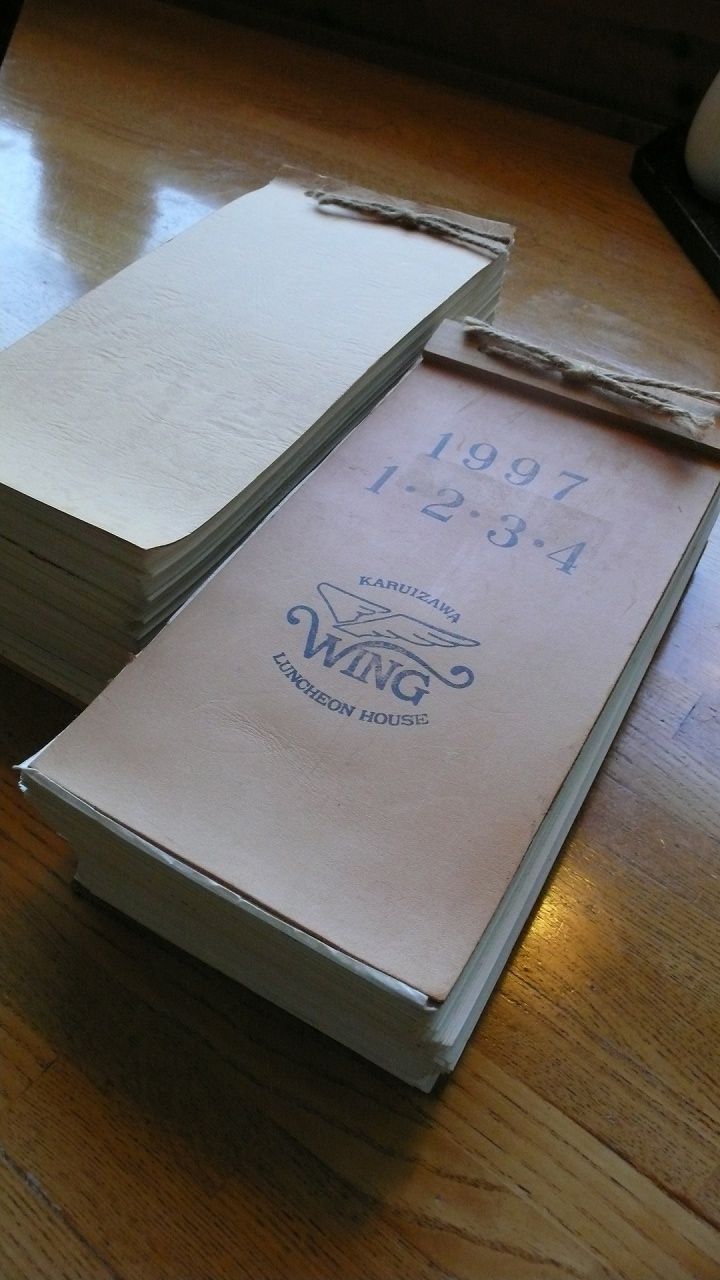 1997
1·2·3·4
KARUIZAWA
WING
LUNCHEON HOUSE